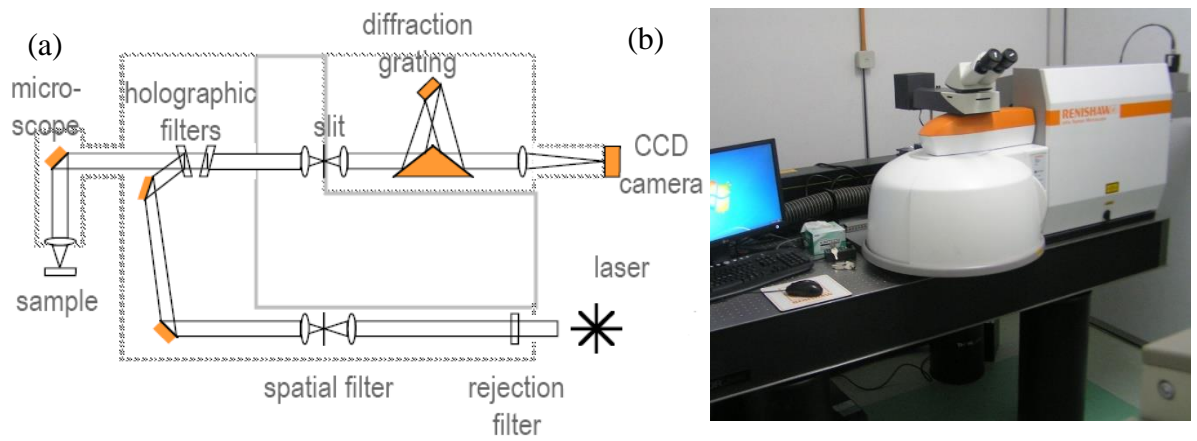 (a)
diffraction
grating
(b)
micro-
scope
holographic
filters
slit
CCD
camera
sample
laser
spatial filter
rejection
filter
RENISHAW